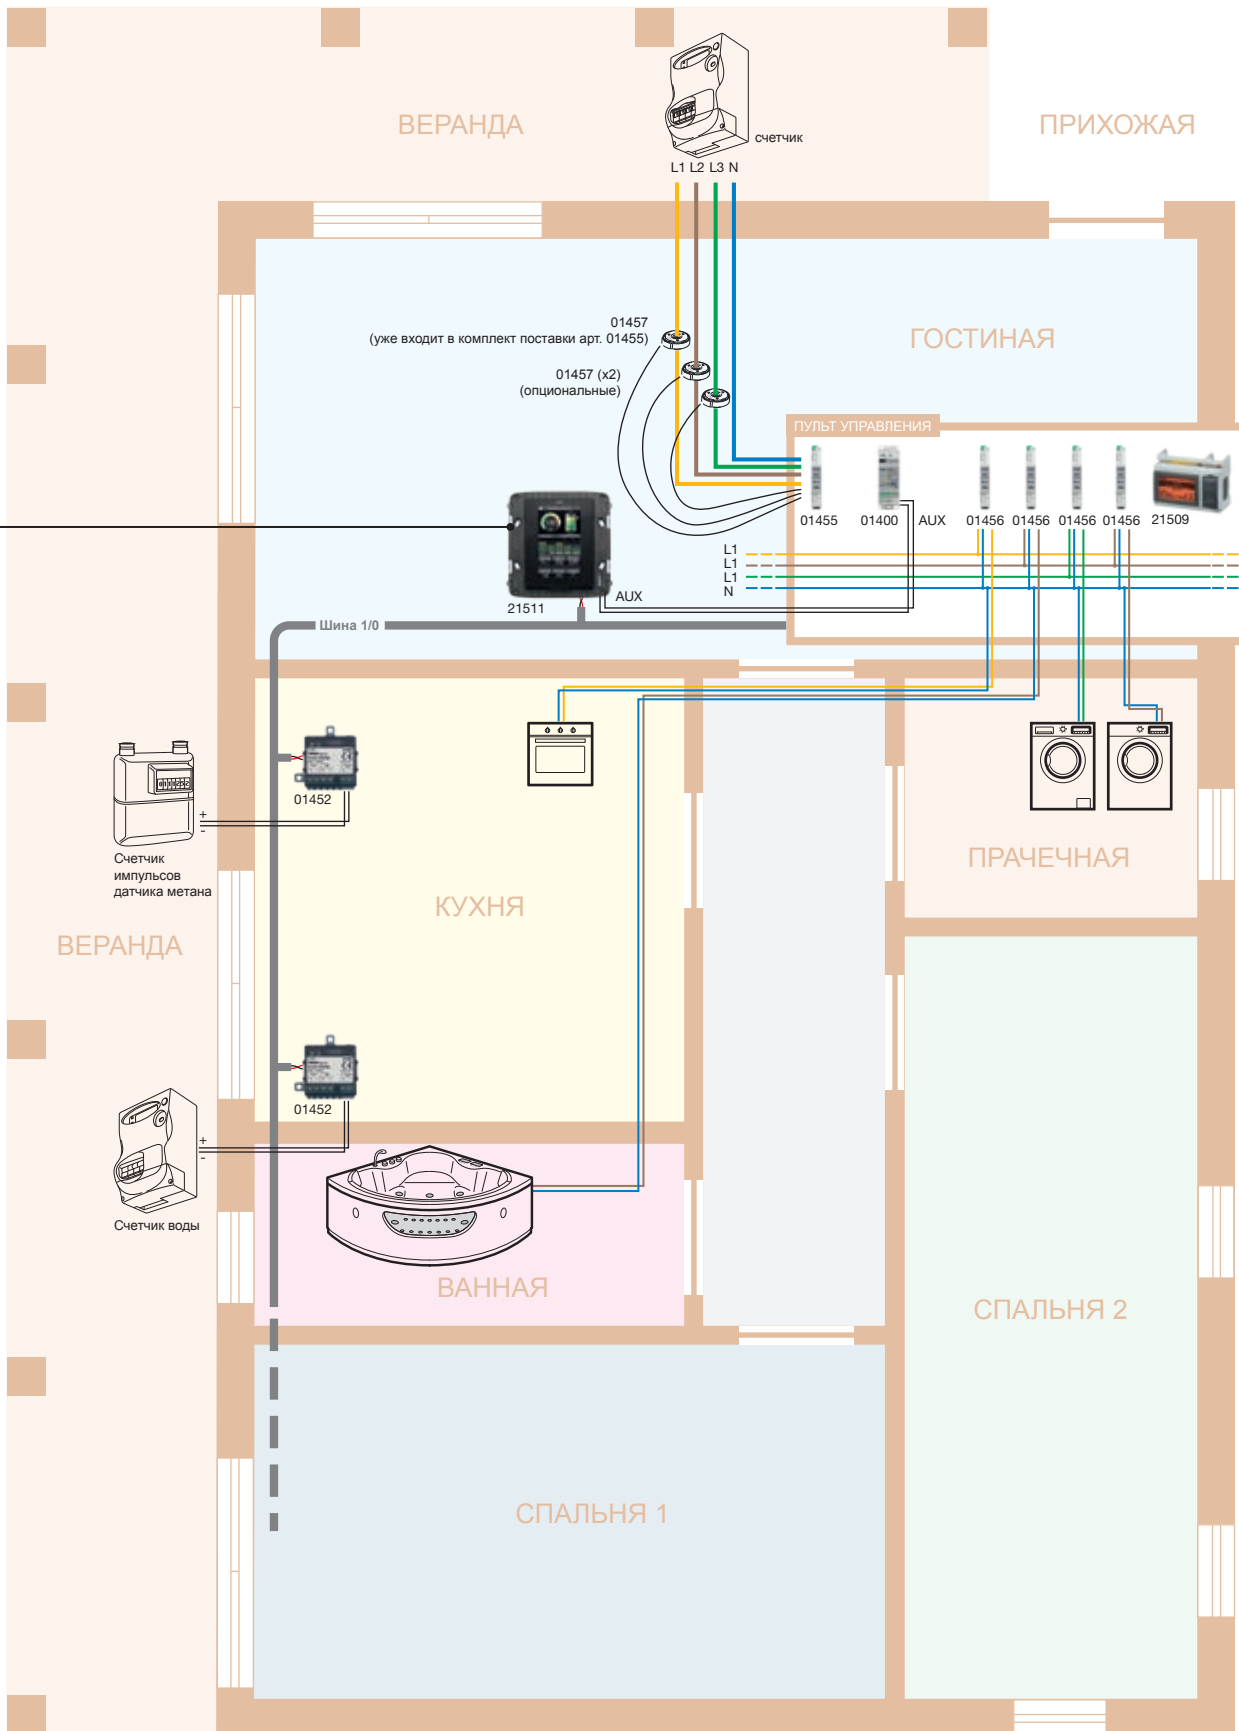 ВЕРАНДА
ПРИХОЖАЯ
счетчик
L1 L2 L3 N
01457
(уже входит в комплект поставки арт. 01455)
ГОСТИНАЯ
01457 (x2)
(опциональные)
ПУЛЬТ УПРАВЛЕНИЯ
01455
01400
AUX
01456
01456
01456
01456
21509
L1
L1
L1
N
21511
AUX
Шина 1/0
01452
+
-
Счетчик
импульсов
датчика метана
КУХНЯ
ПРАЧЕЧНАЯ
ВЕРАНДА
01452
+
-
Счетчик воды
ВАННАЯ
СПАЛЬНЯ 2
СПАЛЬНЯ 1